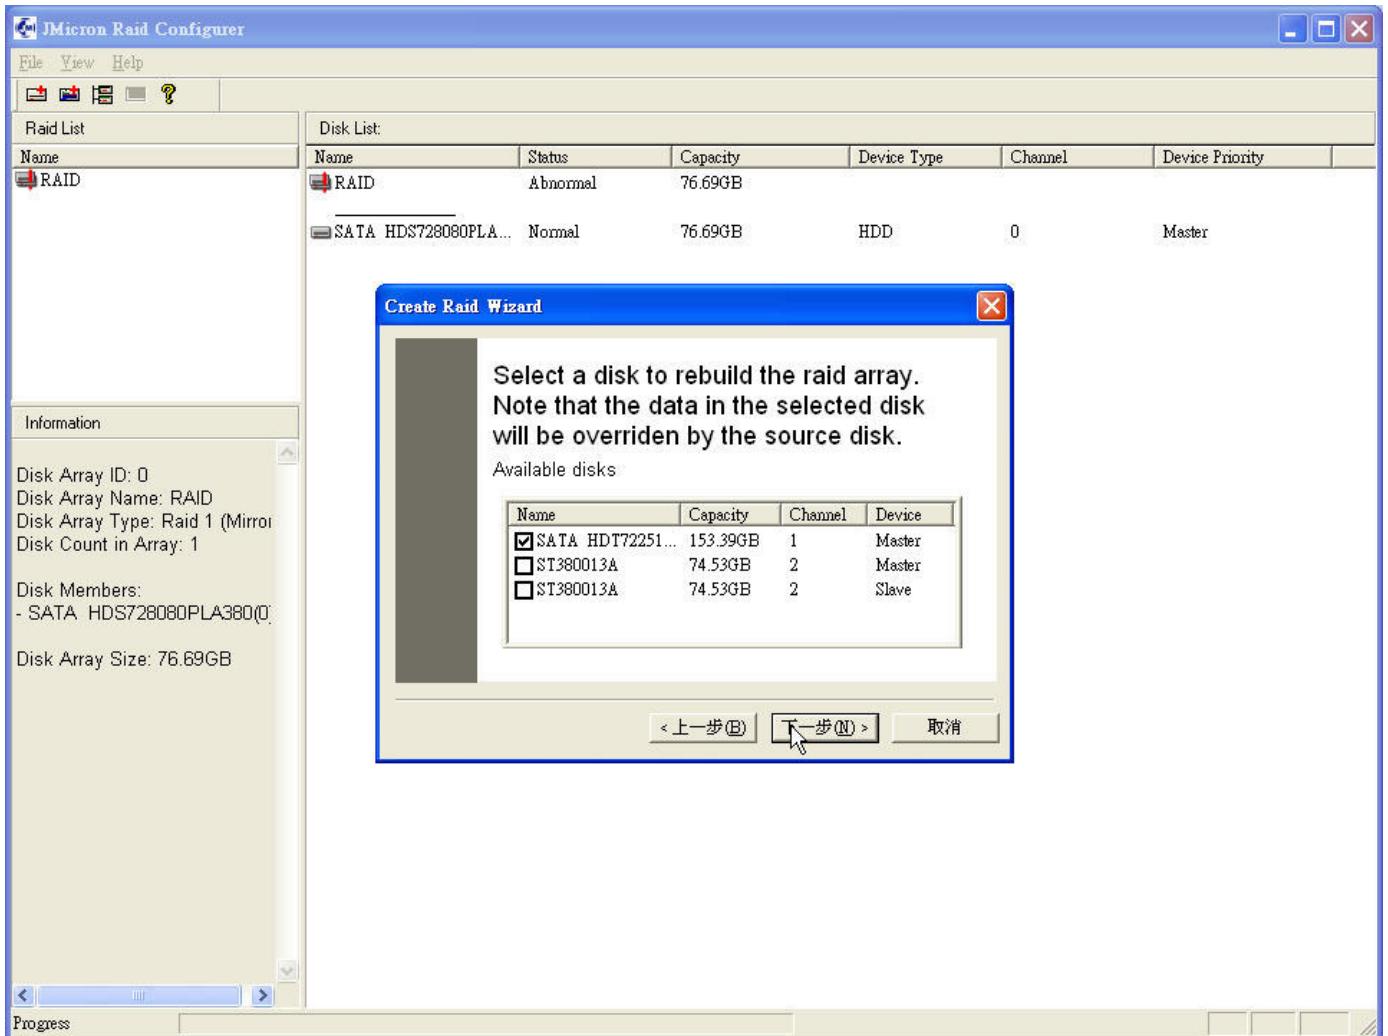 JMicron Raid Configurer
File View Help
Raid List
Disk List:
Name
Name Status Capacity Device Type Channel Device Priority
RAID
RAID Abnormal 76.69GB
SATA HDS728080PLA... Normal 76.69GB HDD 0 Master
Create Raid Wizard
Select a disk to rebuild the raid array.
Note that the data in the selected disk
will be overriden by the source disk.
Available disks
Name Capacity Channel Device
SATA HDT72251... 153.39GB 1 Master
ST380013A 74.53GB 2 Master
ST380013A 74.53GB 2 Slave
<上一步(B) 下一步(N)> 取消
Information
Disk Array ID: 0
Disk Array Name: RAID
Disk Array Type: Raid 1 (Mirror
Disk Count in Array: 1
Disk Members:
- SATA HDS728080PLA380(0)
Disk Array Size: 76.69GB
Progress